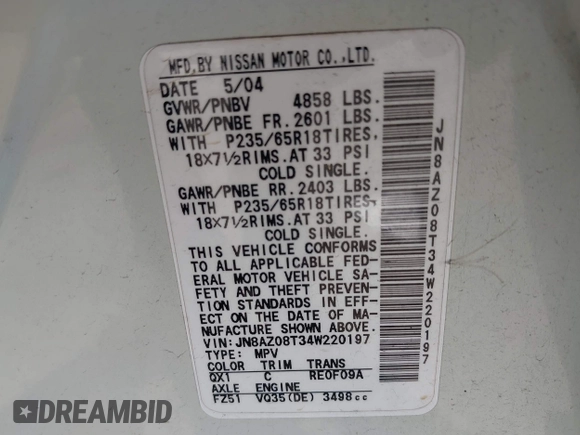 MFD.BY NISSAN MOTOR CO.,LTD.
DATE 5/04
GVWR/PNBV 4858 LBS.
GAWR/PNBE FR.2601 LBS.
WITH P235/65R18TIRES,
18X7½RIMS.AT 33 PSI
COLD SINGLE.
GAWR/PNBE RR.2403 LBS.
WITH P235/65R18TIRES,
18X7½RIMS.AT 33 PSI
COLD SINGLE.
THIS VEHICLE CONFORMS
TO ALL APPLICABLE FED-
ERAL MOTOR VEHICLE SA-
FETY AND THEFT PREVEN-
TION STANDARDS IN EFF-
ECT ON THE DATE OF MA-
NUFACTURE SHOWN ABOVE.
VIN:JN8AZ08T34W220197
TYPE: MPV
COLOR TRIM TRANS
QX1 C RE0F09A
AXLE ENGINE
FZ51 VQ35(DE) 3498cc
JN8AZ08T34W220197
DREAMBID